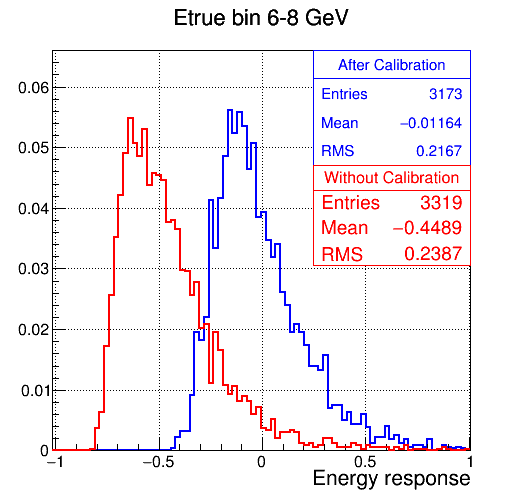 Etrue bin 6-8 GeV
After Calibration
Entries 3173
Mean −0.01164
RMS 0.2167
Without Calibration
Entries 3319
Mean −0.4489
RMS 0.2387
0.06
0.05
0.04
0.03
0.02
0.01
0
−1 −0.5 0 0.5 1
Energy response